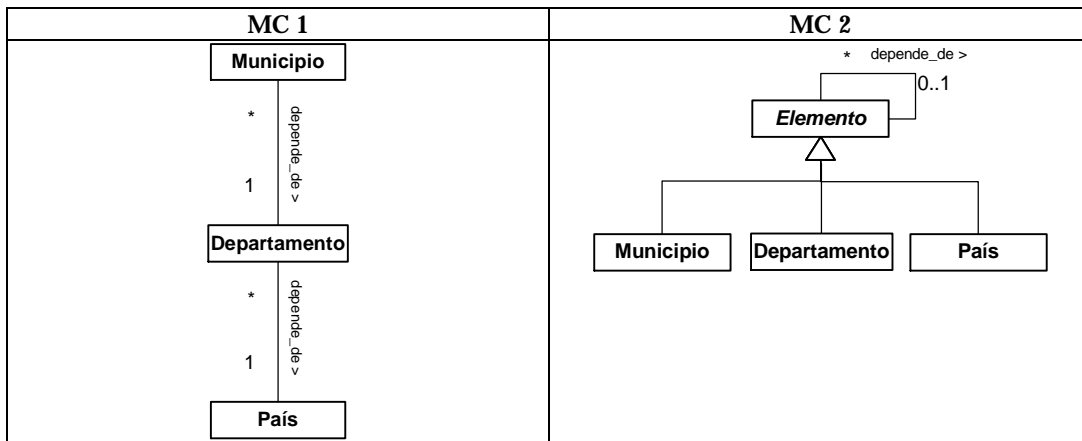 MC 1
MC 2
Municipio
*
depende_de >
1
Departamento
*
depende_de >
1
País
* depende_de >
0..1
Elemento
Municipio
Departamento
País